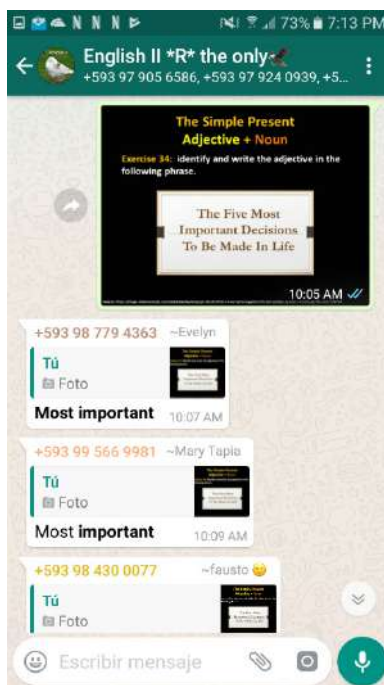 73% 7:13 PM
English II *R* the only
+593 97 905 6586, +593 97 924 0939, +5...
The Simple Present
Adjective + Noun
Exercise 34: identify and write the adjective in the
following phrase.
The Five Most
Important Decisions
To Be Made In Life
10:05 AM
+593 98 779 4363 ~Evelyn
Tú
Foto
Most important 10:07 AM
+593 99 566 9981 ~Mary Tapia
Tú
Foto
Most important 10:09 AM
+593 98 430 0077 ~fausto
Tú
Foto
Escribir mensaje